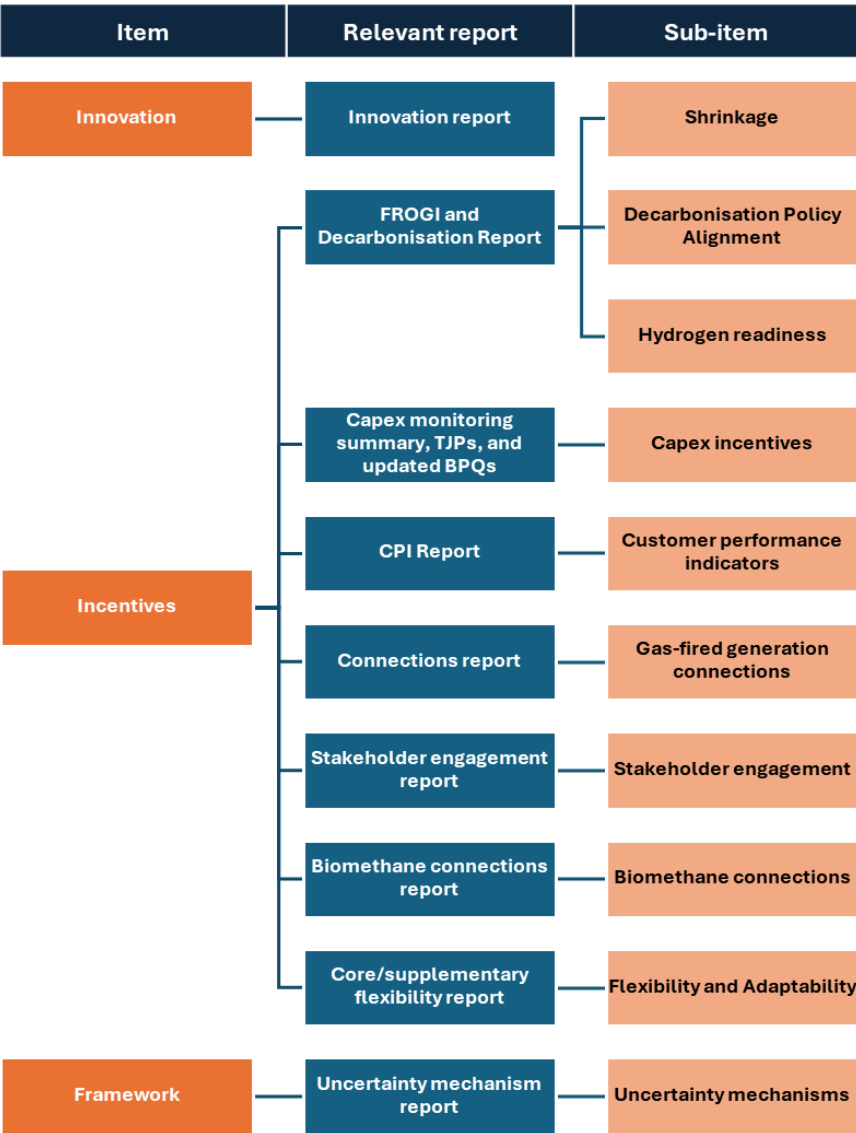 Item
Relevant report
Sub-item
Innovation
Innovation report
Shrinkage
FROGI and
Decarbonisation Report
Decarbonisation Policy
Alignment
Hydrogen readiness
Capex monitoring
summary, TJPs, and
updated BPQs
Capex incentives
CPI Report
Customer performance
indicators
Incentives
Connections report
Gas-fired generation
connections
Stakeholder engagement
report
Stakeholder engagement
Biomethane connections
report
Biomethane connections
Core/supplementary
flexibility report
Flexibility and Adaptability
Framework
Uncertainty mechanism
report
Uncertainty mechanisms